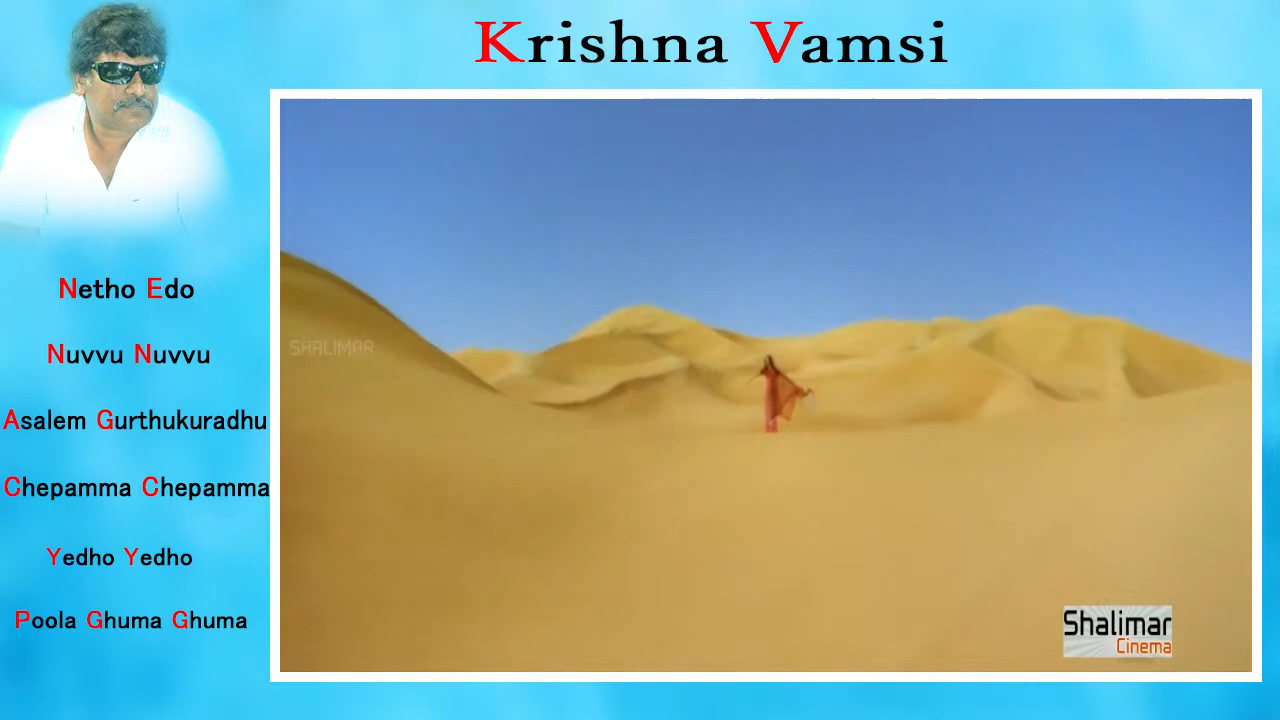 Krishna Vamsi
Netho Edo
Nuvvu Nuvvu
Asalem Gurthukuradhu
Chepamma Chepamma
Yedho Yedho
Poola Ghuma Ghuma
SHALIMAR
Shalimar
Cinema